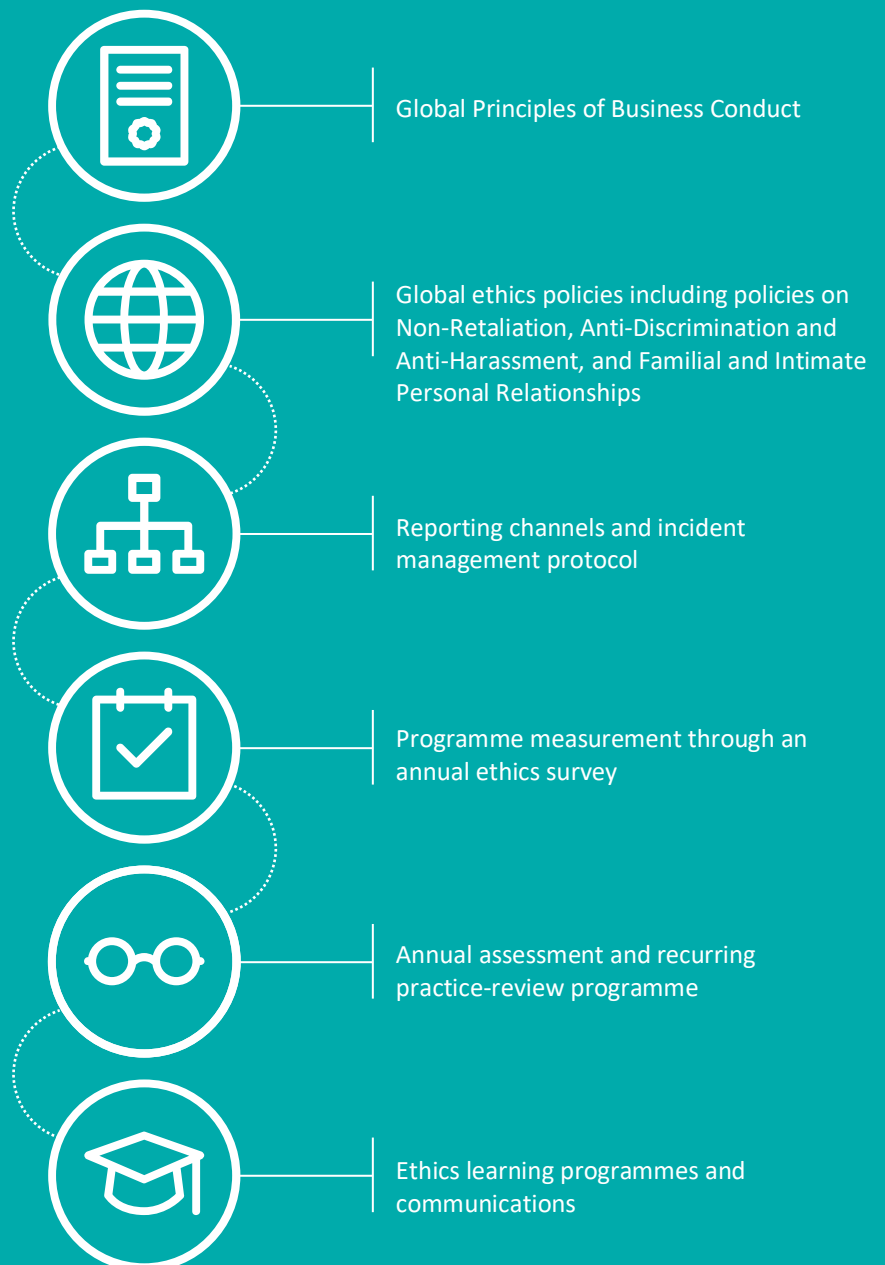 Global Principles of Business Conduct
Global ethics policies including policies on
Non-Retaliation, Anti-Discrimination and
Anti-Harassment, and Familial and Intimate
Personal Relationships
Reporting channels and incident
management protocol
Programme measurement through an
annual ethics survey
Annual assessment and recurring
practice-review programme
Ethics learning programmes and
communications